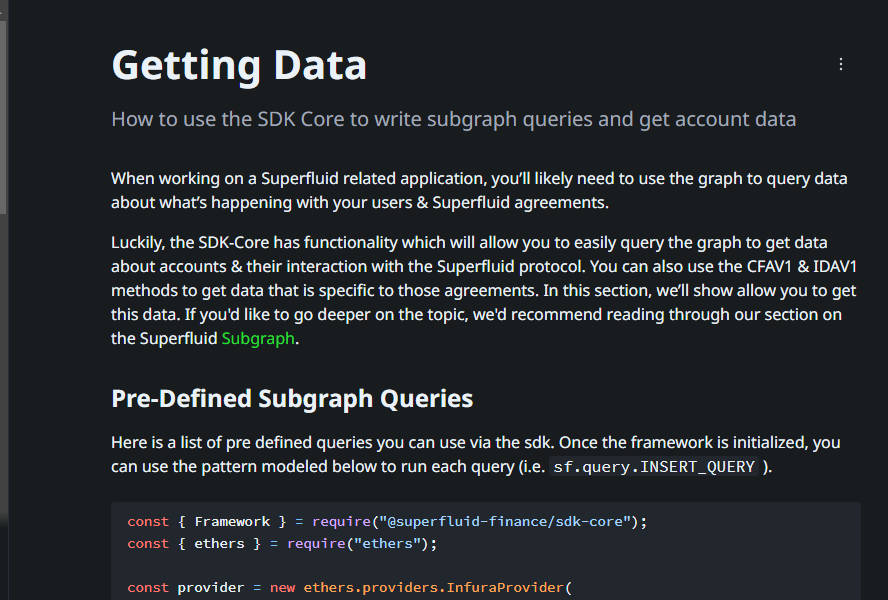 Getting Data
How to use the SDK Core to write subgraph queries and get account data
When working on a Superfluid related application, you’ll likely need to use the graph to query data
about what’s happening with your users & Superfluid agreements.
Luckily, the SDK-Core has functionality which will allow you to easily query the graph to get data
about accounts & their interaction with the Superfluid protocol. You can also use the CFAV1 & IDAV1
methods to get data that is specific to those agreements. In this section, we’ll show allow you to get
this data. If you'd like to go deeper on the topic, we'd recommend reading through our section on
the Superfluid Subgraph.
Pre-Defined Subgraph Queries
Here is a list of pre defined queries you can use via the sdk. Once the framework is initialized, you
can use the pattern modeled below to run each query (i.e. sf.query.INSERT_QUERY ).
const { Framework } = require("@superfluid-finance/sdk-core");
const { ethers } = require("ethers");
const provider = new ethers.providers.InfuraProvider(